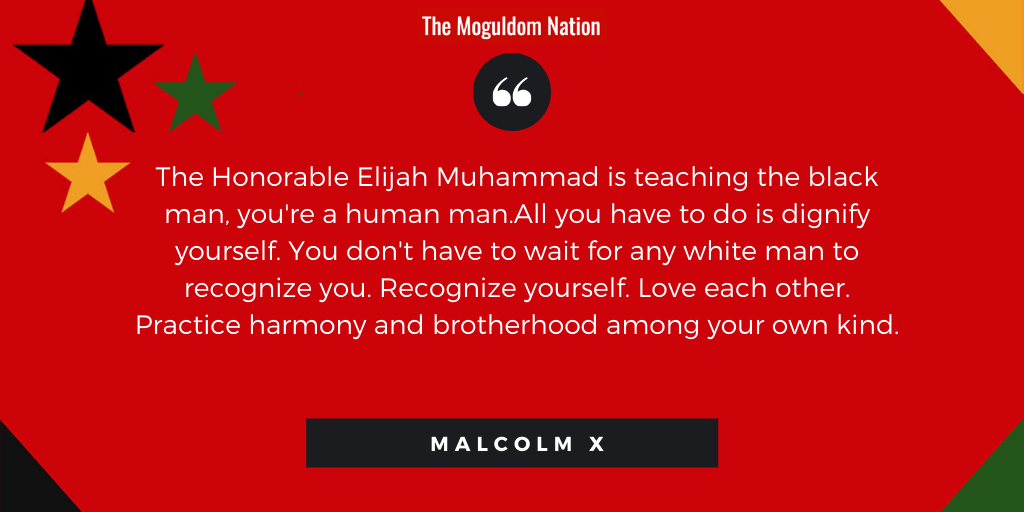 The Moguldom Nation
“
The Honorable Elijah Muhammad is teaching the black
man, you're a human man.All you have to do is dignify
yourself. You don't have to wait for any white man to
recognize you. Recognize yourself. Love each other.
Practice harmony and brotherhood among your own kind.
MALCOLM X